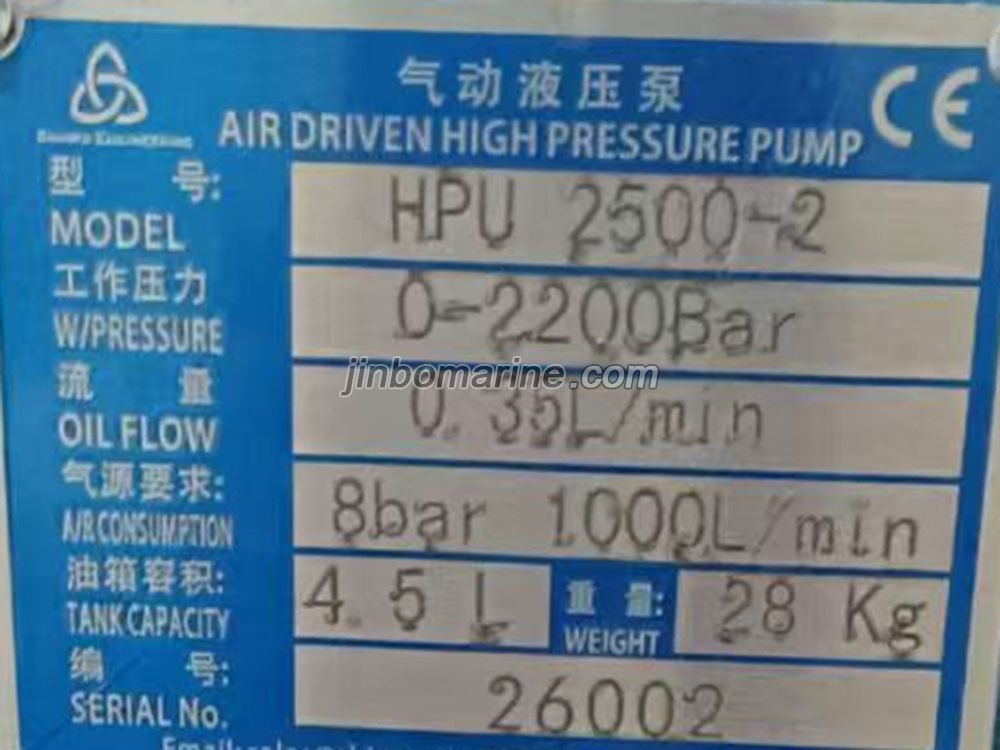 气动液压泵
CE
AIR DRIVEN HIGH PRESSURE PUMP
型 号:
MODEL
HPU 2500-2
工作压力
W/PRESSURE
0-2200Bar
jinbomarine.com
流 量
OIL FLOW
0.35L/min
气源要求:
AIR CONSUMPTION
8bar 1000L/min
油箱容积:
TANK CAPACITY
4.5 L
重 量:
WEIGHT
28 Kg
编 号:
SERIAL No.
26002